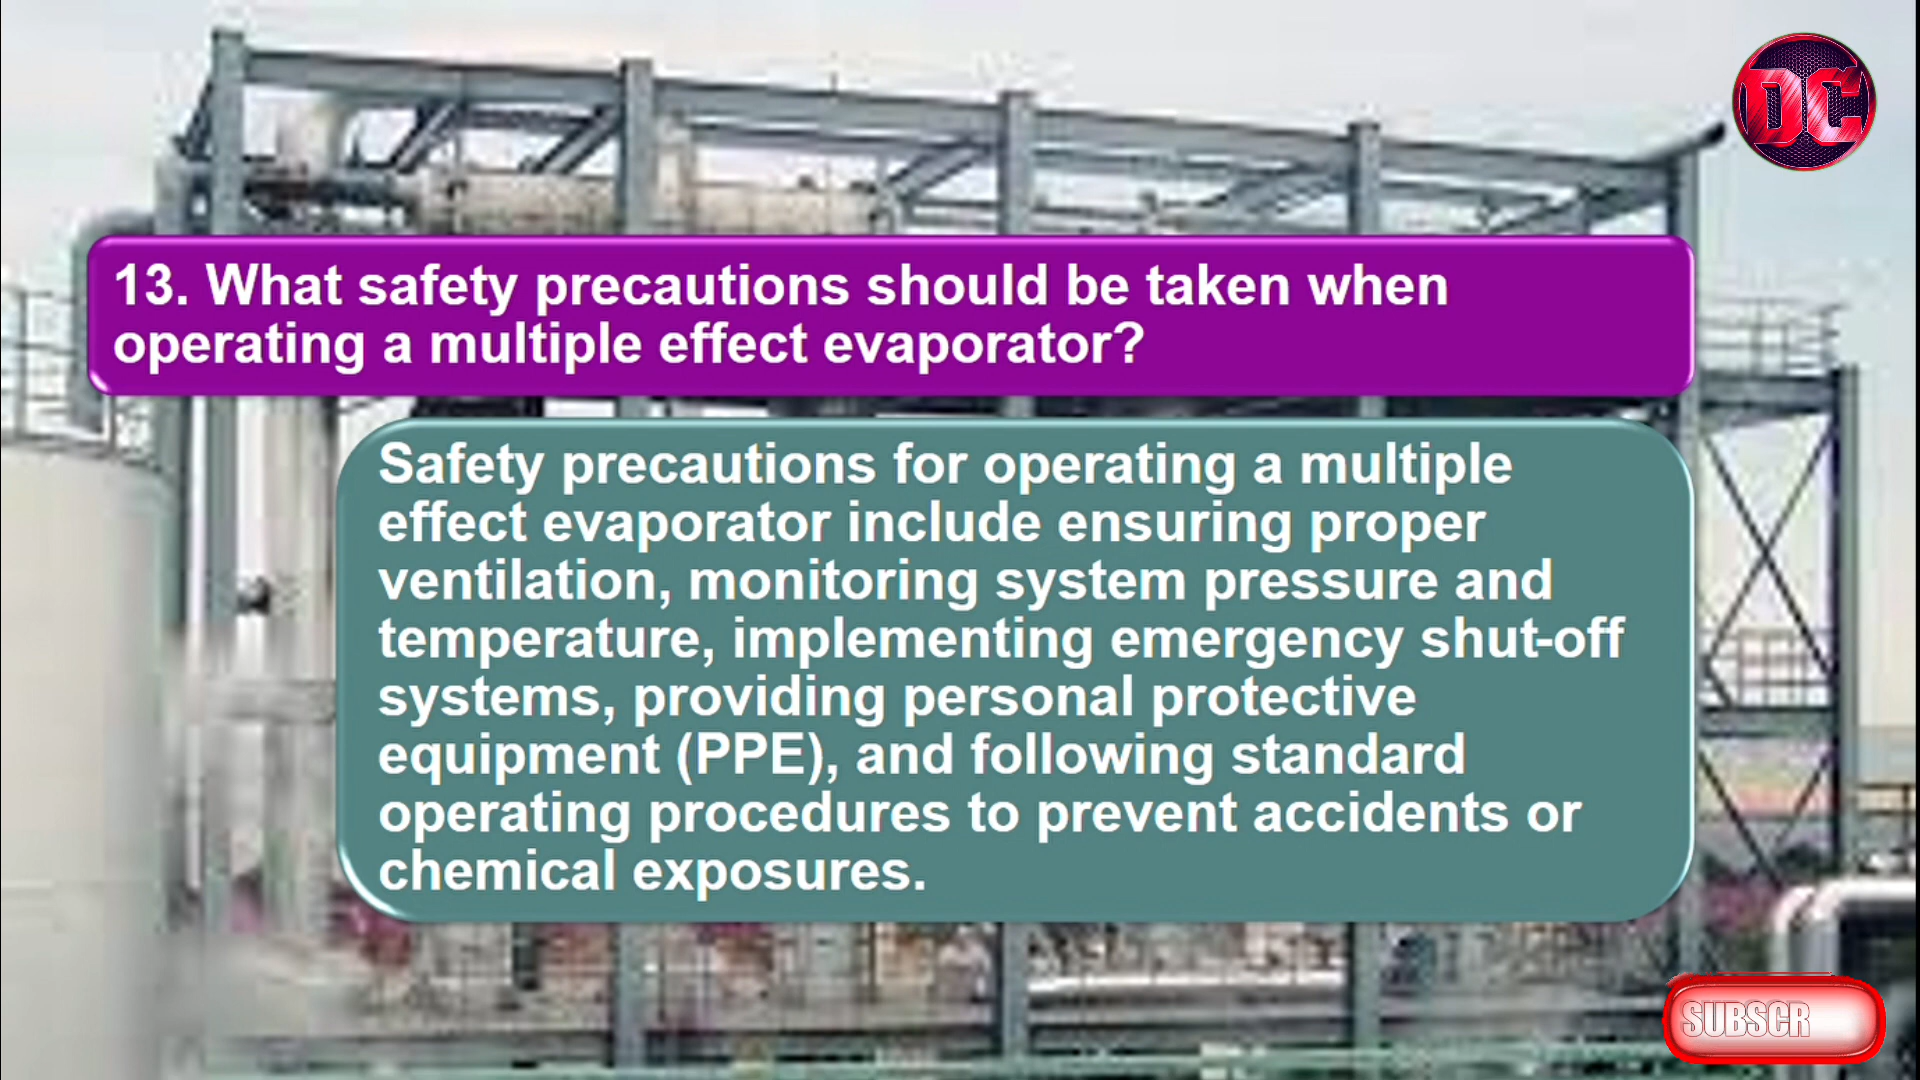 DC
13. What safety precautions should be taken when
operating a multiple effect evaporator?
Safety precautions for operating a multiple
effect evaporator include ensuring proper
ventilation, monitoring system pressure and
temperature, implementing emergency shut-off
systems, providing personal protective
equipment (PPE), and following standard
operating procedures to prevent accidents or
chemical exposures.
SUBSCR